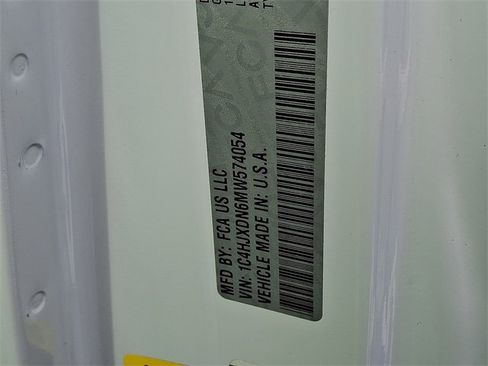 MFD BY: FCA US LLC
VIN: 1C4HJXDN6MW574054
VEHICLE MADE IN: U.S.A.